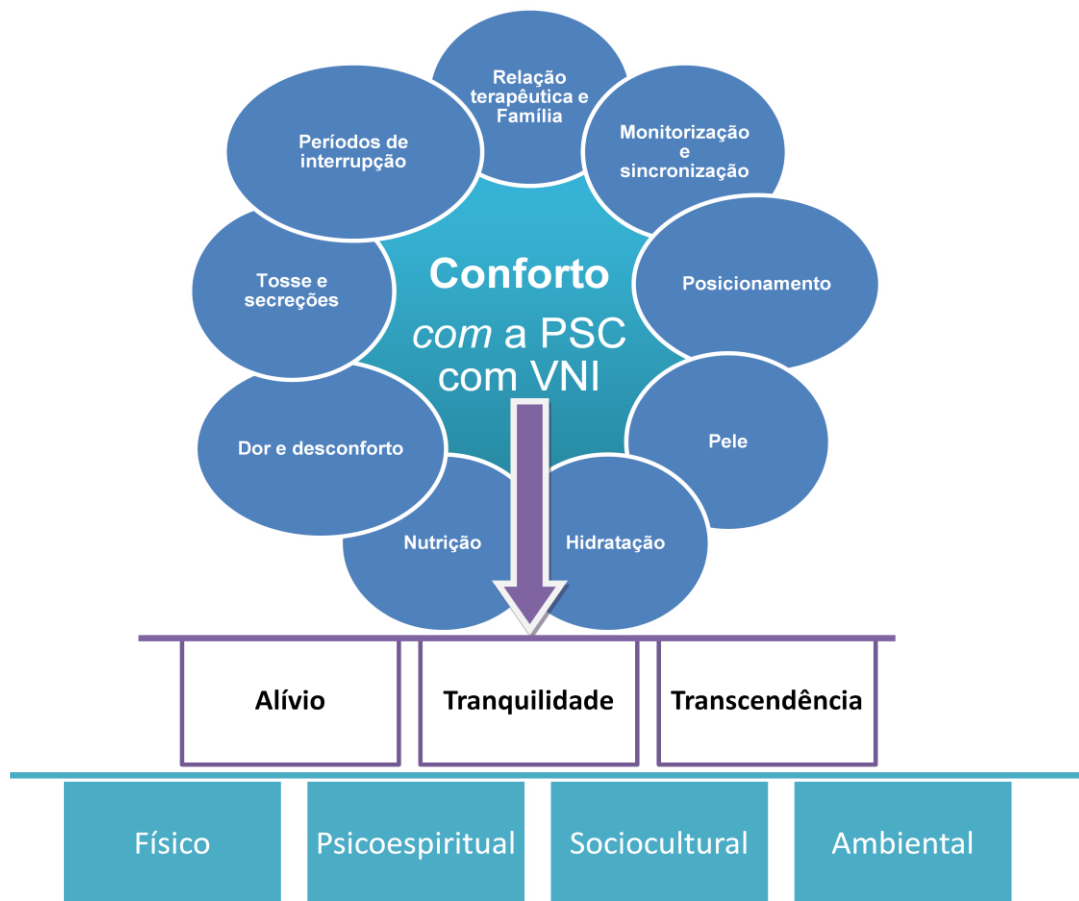 Relação
terapêutica e
Família
Monitorização
e
sincronização
Posicionamento
Pele
Hidratação
Nutrição
Dor e desconforto
Tosse e
secreções
Períodos de
interrupção
Conforto
com a PSC
com VNI
Alívio
Tranquilidade
Transcendência
Físico
Psicoespiritual
Sociocultural
Ambiental